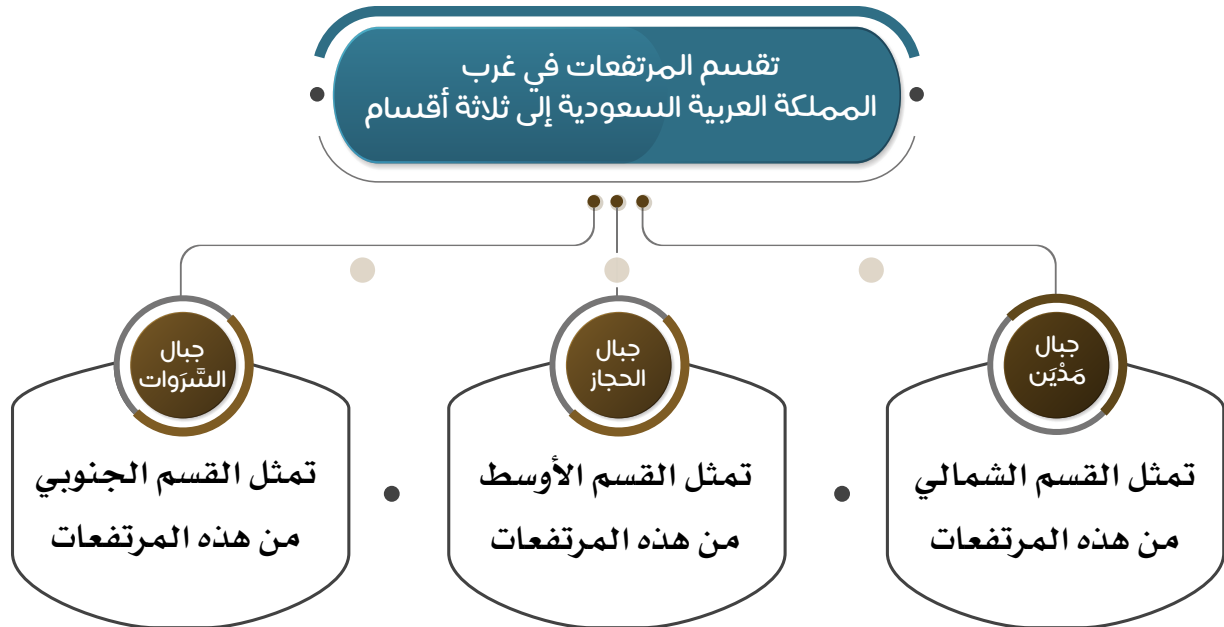 تقسم المرتفعات في غرب
المملكة العربية السعودية إلى ثلاثة أقسام
جبال
مَدْيَن
تمثل القسم الشمالي
من هذه المرتفعات
جبال
الحجاز
تمثل القسم الأوسط
من هذه المرتفعات
جبال
السَّرَوات
تمثل القسم الجنوبي
من هذه المرتفعات